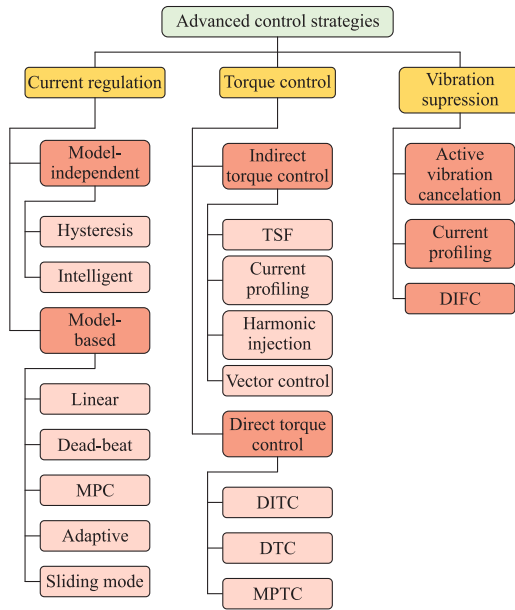 Advanced control strategies
Current regulation
Model-
independent
Hysteresis
Intelligent
Model-
based
Linear
Dead-beat
MPC
Adaptive
Sliding mode
Torque control
Indirect
torque control
TSF
Current
profiling
Harmonic
injection
Vector control
Direct torque
control
DITC
DTC
MPTC
Vibration
supression
Active
vibration
cancelation
Current
profiling
DIFC